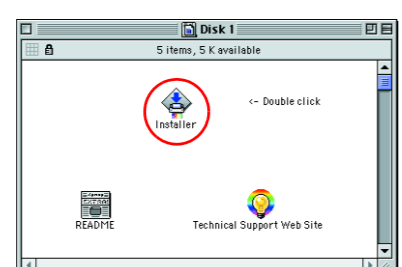 Disk 1
5 items, 5 K available
<- Double click
Installer
README
Technical Support Web Site